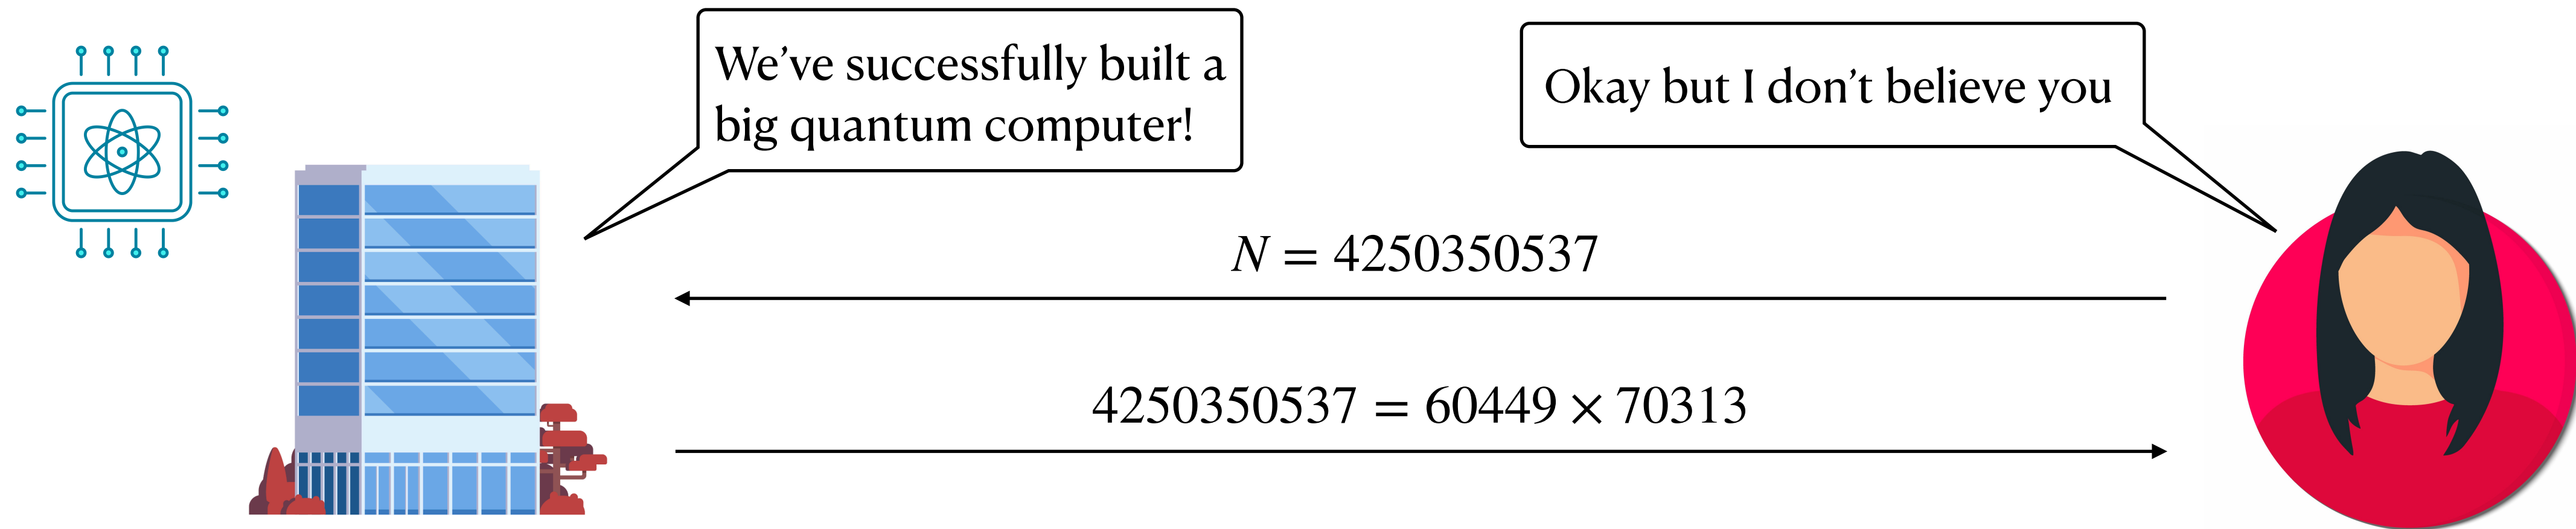 We’ve successfully built a
big quantum computer!
Okay but I don’t believe you
N = 4250350537
4250350537 = 60449 × 70313